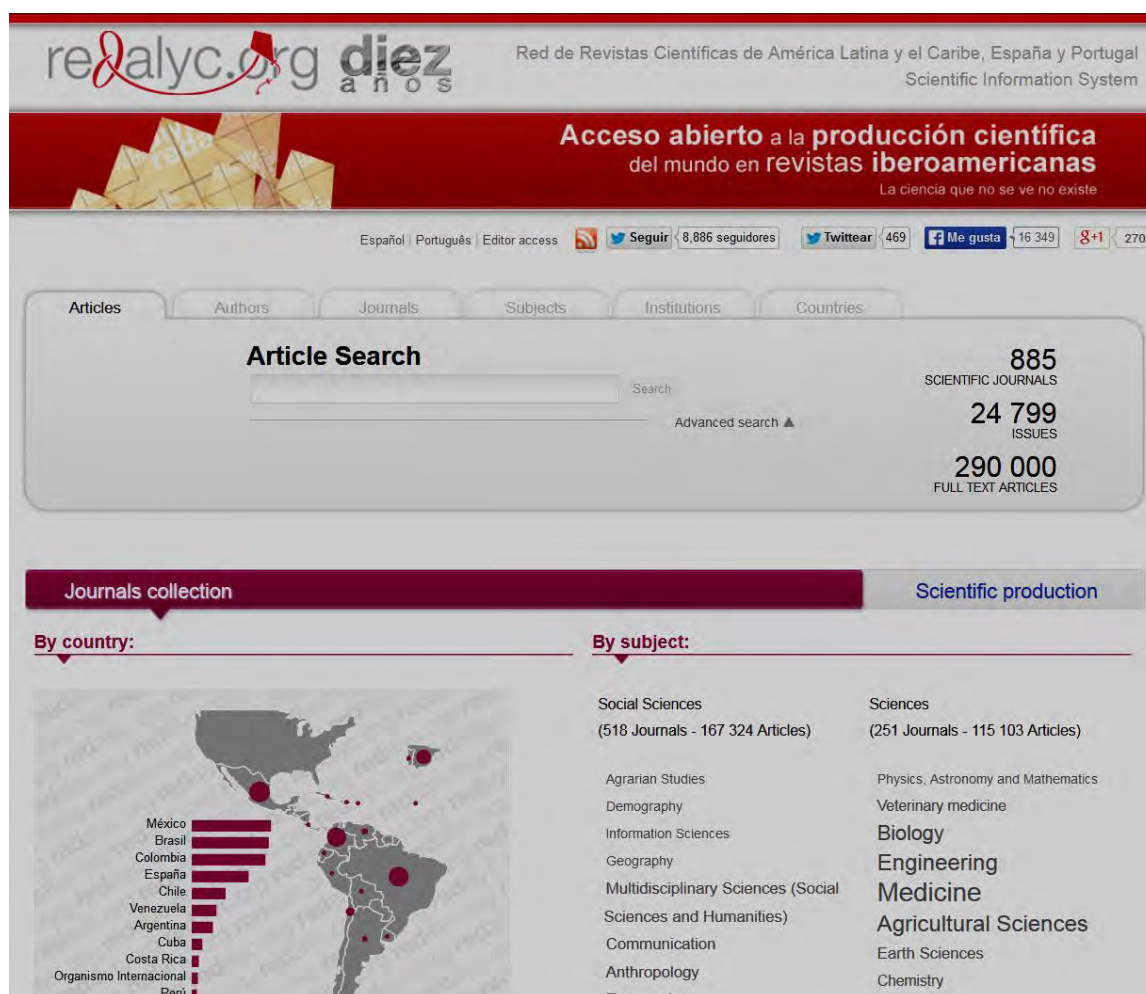 redalyc.org diez años
Red de Revistas Científicas de América Latina y el Caribe, España y Portugal
Scientific Information System
Acceso abierto a la producción científica
del mundo en revistas iberoamericanas
La ciencia que no se ve no existe
Español | Português | Editor access
Seguir 8,886 seguidores
Twittear 469
Me gusta 16 349
g+1 270
Articles
Authors
Journals
Subjects
Institutions
Countries
Article Search
Search
Advanced search
885
SCIENTIFIC JOURNALS
24 799
ISSUES
290 000
FULL TEXT ARTICLES
Journals collection
Scientific production
By country:
México
Brasil
Colombia
España
Chile
Venezuela
Argentina
Cuba
Costa Rica
Organismo Internacional
Perú
By subject:
Social Sciences
(518 Journals - 167 324 Articles)
Agrarian Studies
Demography
Information Sciences
Geography
Multidisciplinary Sciences (Social
Sciences and Humanities)
Communication
Anthropology
Sciences
(251 Journals - 115 103 Articles)
Physics, Astronomy and Mathematics
Veterinary medicine
Biology
Engineering
Medicine
Agricultural Sciences
Earth Sciences
Chemistry